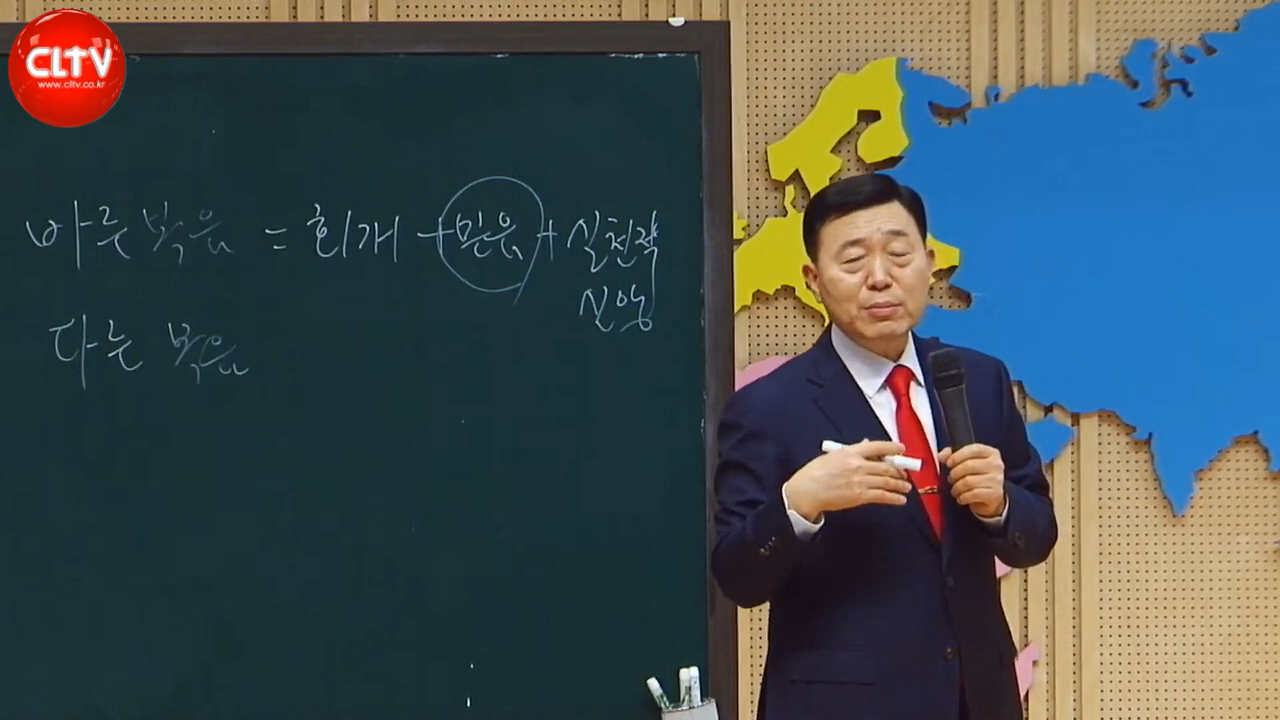 CLTV
www.cltv.co.kr
바른 복음 = 회개 + 믿음 + 실천적
신앙
다른 복음